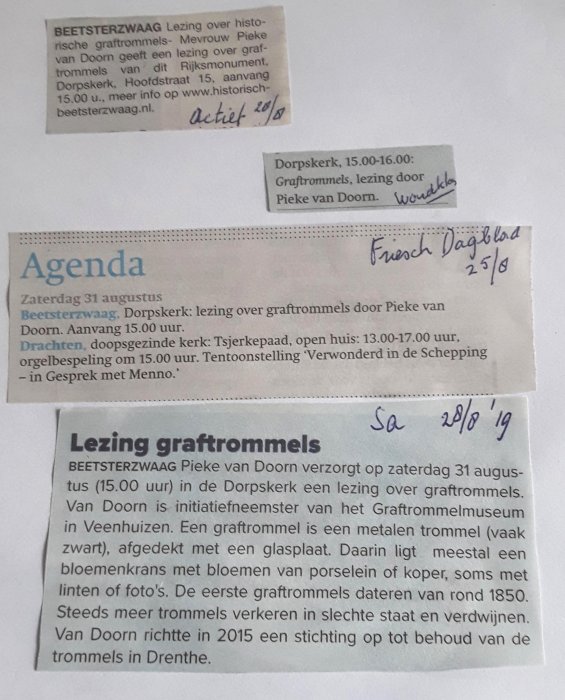 BEETSTERZWAAG Lezing over histo-
rische graftrommels- Mevrouw Pieke
van Doorn geeft een lezing over graf-
trommels van dit Rijksmonument,
Dorpskerk, Hoofdstraat 15, aanvang
15.00 u., meer info op www.historisch-
beetsterzwaag.nl.
actief 28/8
Dorpskerk, 15.00-16.00:
Graftrommels, lezing door
Pieke van Doorn.
Friesch Dagblad
25/8
Agenda
Zaterdag 31 augustus
Beetsterzwaag, Dorpskerk: lezing over graftrommels door Pieke van
Doorn. Aanvang 15.00 uur.
Drachten, doopsgezinde kerk: Tsjerkepaad, open huis: 13.00-17.00 uur,
orgelbespeling om 15.00 uur. Tentoonstelling ‘Verwonderd in de Schepping
– in Gesprek met Menno.’
Sa 28/8 '19
Lezing graftrommels
BEETSTERZWAAG Pieke van Doorn verzorgt op zaterdag 31 augus-
tus (15.00 uur) in de Dorpskerk een lezing over graftrommels.
Van Doorn is initiatiefneemster van het Graftrommelmuseum
in Veenhuizen. Een graftrommel is een metalen trommel (vaak
zwart), afgedekt met een glasplaat. Daarin ligt meestal een
bloemenkrans met bloemen van porselein of koper, soms met
linten of foto's. De eerste graftrommels dateren van rond 1850.
Steeds meer trommels verkeren in slechte staat en verdwijnen.
Van Doorn richtte in 2015 een stichting op tot behoud van de
trommels in Drenthe.